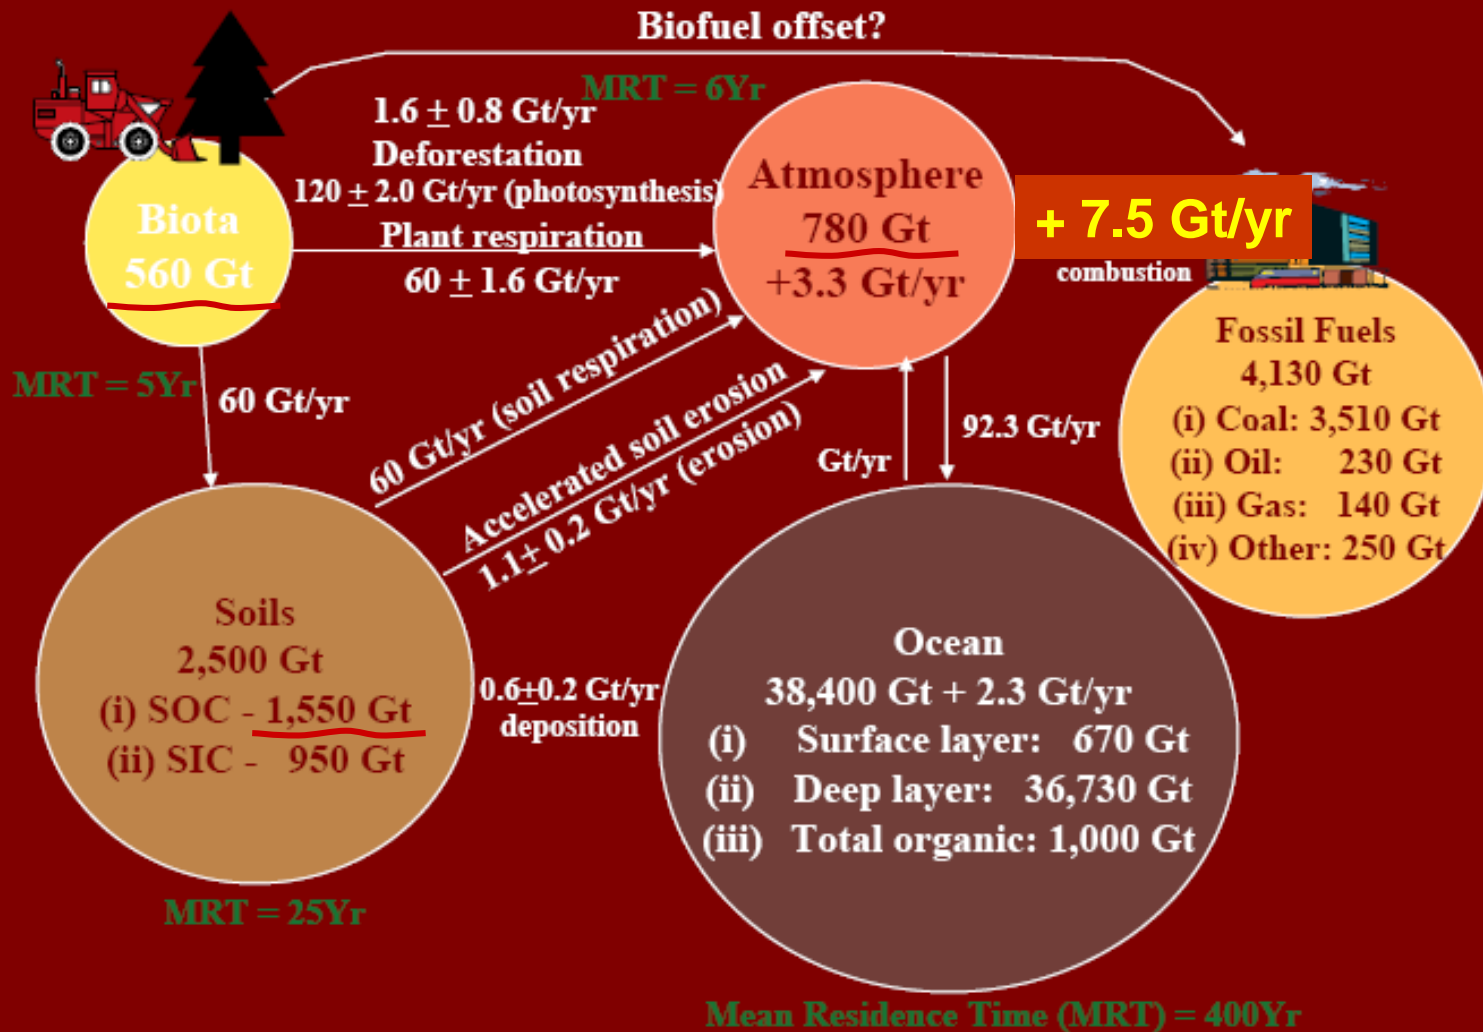 Biofuel offset?
MRT = 6Yr
1.6 ± 0.8 Gt/yr
Deforestation
120 ± 2.0 Gt/yr (photosynthesis)
Plant respiration
60 ± 1.6 Gt/yr
Biota
560 Gt
MRT = 5Yr
60 Gt/yr
Atmosphere
780 Gt
+3.3 Gt/yr
+ 7.5 Gt/yr
combustion
Fossil Fuels
4,130 Gt
(i) Coal: 3,510 Gt
(ii) Oil: 230 Gt
(iii) Gas: 140 Gt
(iv) Other: 250 Gt
60 Gt/yr (soil respiration)
Accelerated soil erosion
1.1± 0.2 Gt/yr (erosion)
Gt/yr
92.3 Gt/yr
Soils
2,500 Gt
(i) SOC - 1,550 Gt
(ii) SIC - 950 Gt
MRT = 25Yr
0.6±0.2 Gt/yr
deposition
Ocean
38,400 Gt + 2.3 Gt/yr
(i) Surface layer: 670 Gt
(ii) Deep layer: 36,730 Gt
(iii) Total organic: 1,000 Gt
Mean Residence Time (MRT) = 400Yr